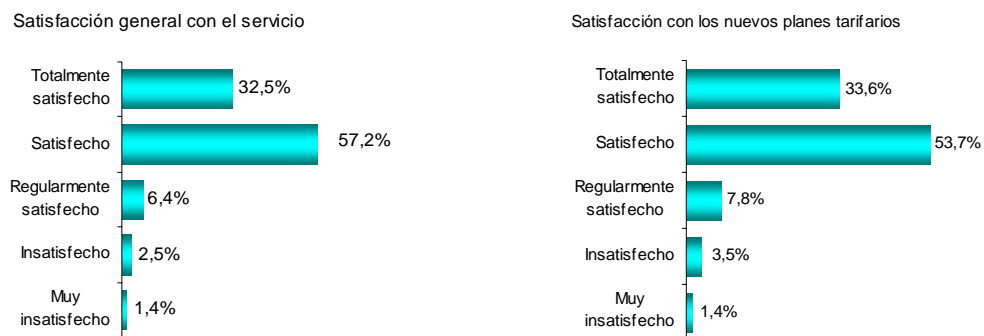 Satisfacción general con el servicio
Totalmente
satisfecho
32,5%
Satisfecho
57,2%
Regularmente
satisfecho
6,4%
Insatisfecho
2,5%
Muy
insatisfecho
1,4%
Satisfacción con los nuevos planes tarifarios
Totalmente
satisfecho
33,6%
Satisfecho
53,7%
Regularmente
satisfecho
7,8%
Insatisfecho
3,5%
Muy
insatisfecho
1,4%